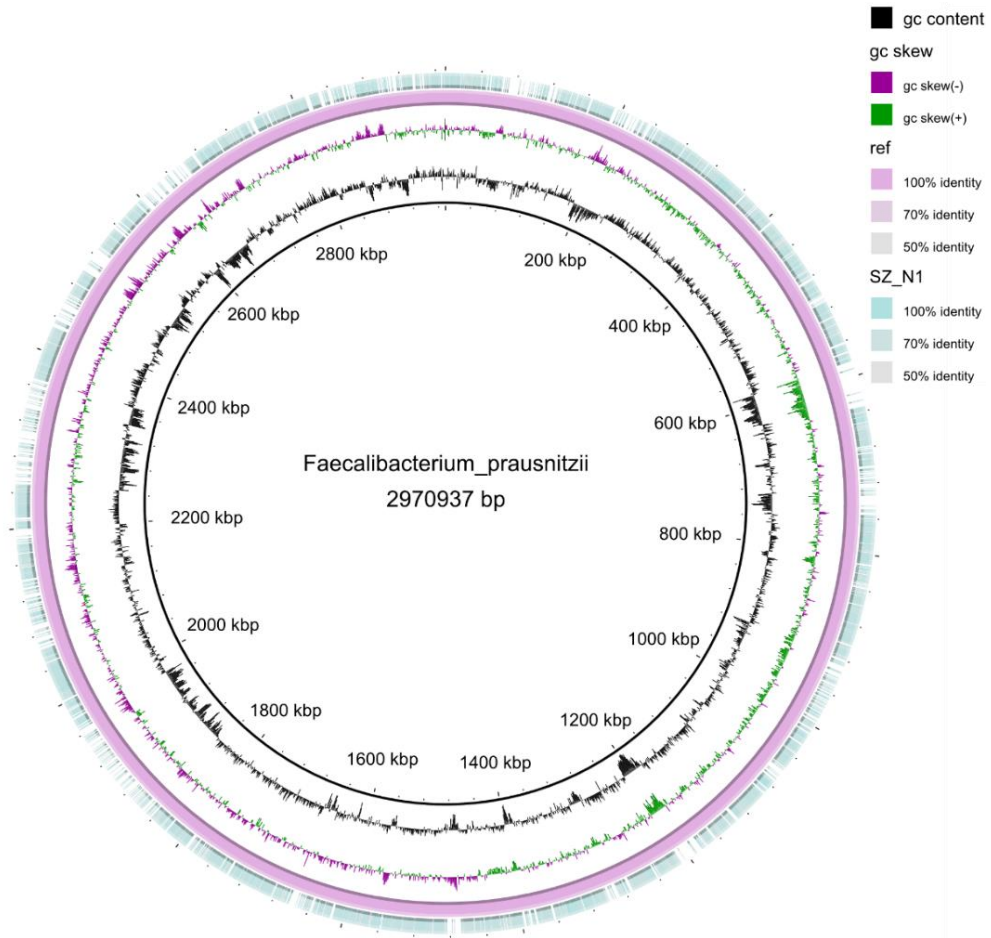 gc content
gc skew
gc skew(-)
gc skew(+)
ref
100% identity
70% identity
50% identity
SZ_N1
100% identity
70% identity
50% identity
2800 kbp
200 kbp
2600 kbp
400 kbp
2400 kbp
600 kbp
Faecalibacterium_prausnitzii
2970937 bp
2200 kbp
800 kbp
2000 kbp
1000 kbp
1800 kbp
1200 kbp
1600 kbp
1400 kbp